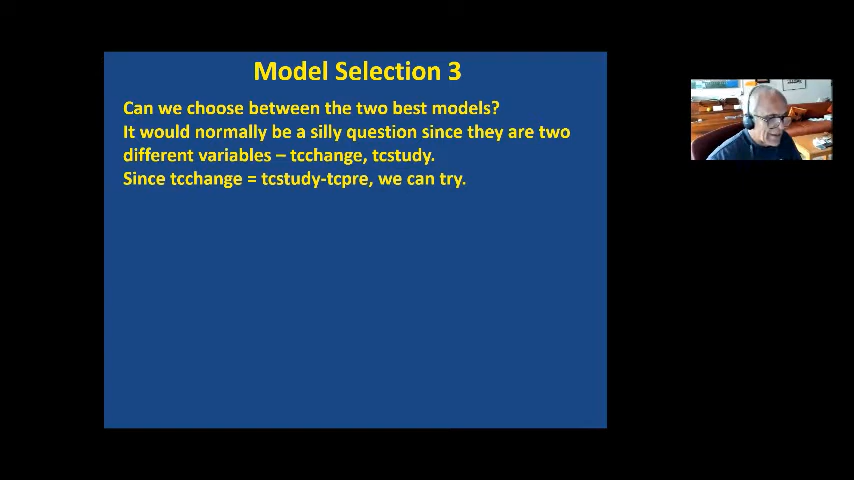 Model Selection 3
Can we choose between the two best models?
It would normally be a silly question since they are two
different variables – tcchange, tcstudy.
Since tcchange = tcstudy-tcpre, we can try.